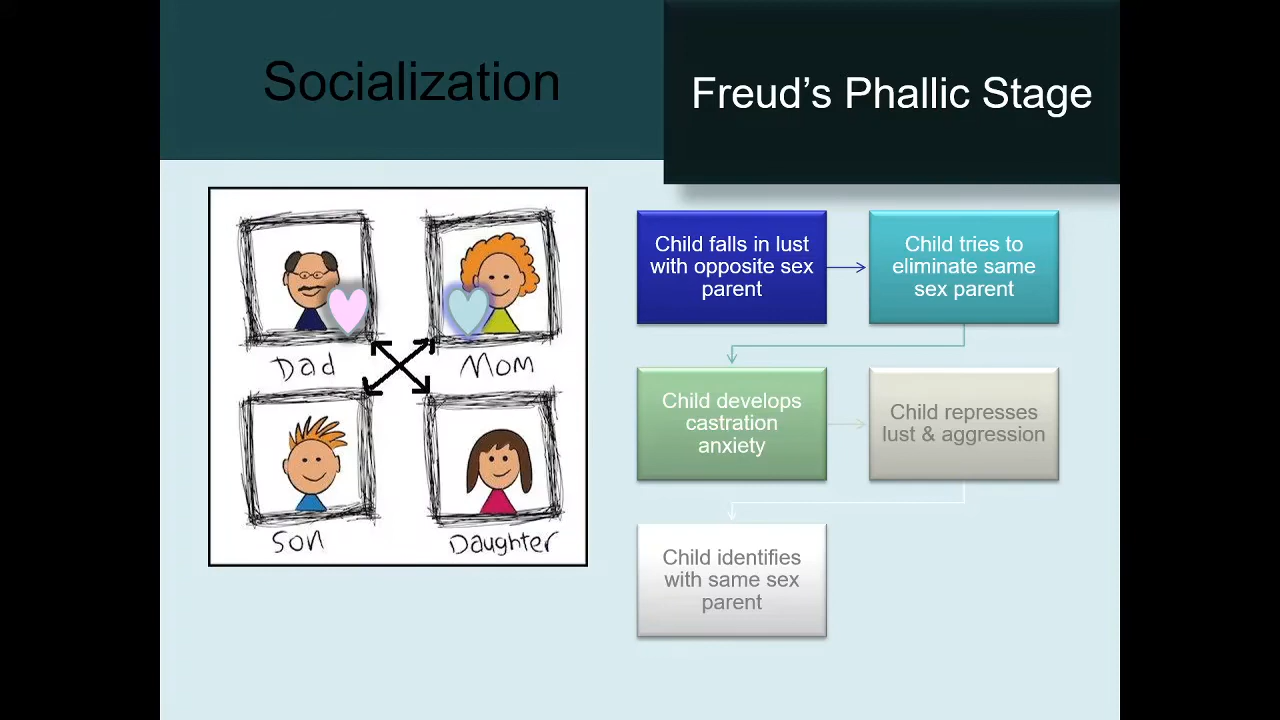 Socialization
Freud's Phallic Stage
Dad
Mom
Son
Daughter
Child falls in lust
with opposite sex
parent
Child tries to
eliminate same
sex parent
Child develops
castration
anxiety
Child represses
lust & aggression
Child identifies
with same sex
parent